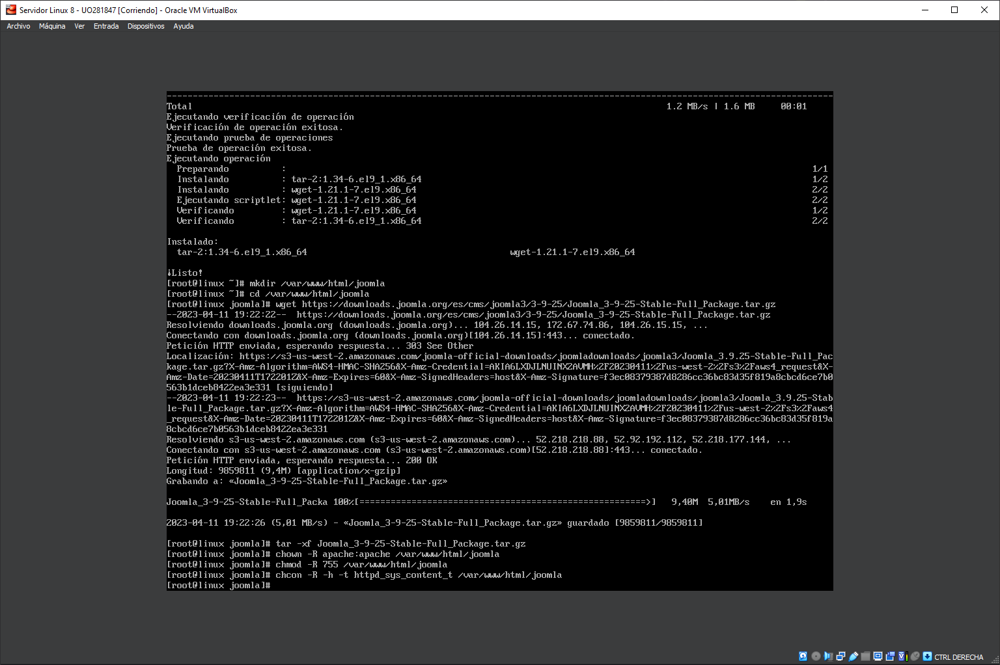 Servidor Linux 8 - UO281847 [Corriendo] - Oracle VM VirtualBox
Archivo Máquina Ver Entrada Dispositivos Ayuda
--------------------------------------------------------------------------------------------------------------------------------
Total 1.2 MB/s | 1.6 MB 00:01
Ejecutando verificación de operación
Verificación de operación exitosa.
Ejecutando prueba de operaciones
Prueba de operación exitosa.
Ejecutando operación
Preparando : 1/1
Instalando : tar-2:1.34-6.el9_1.x86_64 1/2
Instalando : wget-1.21.1-7.el9.x86_64 2/2
Ejecutando scriptlet: wget-1.21.1-7.el9.x86_64 2/2
Verificando : wget-1.21.1-7.el9.x86_64 1/2
Verificando : tar-2:1.34-6.el9_1.x86_64 2/2
Instalado:
tar-2:1.34-6.el9_1.x86_64 wget-1.21.1-7.el9.x86_64
¡Listo!
[root@linux ~]# mkdir /var/www/html/joomla
[root@linux ~]# cd /var/www/html/joomla
[root@linux joomla]# wget https://downloads.joomla.org/es/cms/joomla3/3-9-25/Joomla_3-9-25-Stable-Full_Package.tar.gz
--2023-04-11 19:22:22-- https://downloads.joomla.org/es/cms/joomla3/3-9-25/Joomla_3-9-25-Stable-Full_Package.tar.gz
Resolviendo downloads.joomla.org (downloads.joomla.org)... 104.26.14.15, 172.67.74.86, 104.26.15.15, ...
Conectando con downloads.joomla.org (downloads.joomla.org)[104.26.14.15]:443... conectado.
Petición HTTP enviada, esperando respuesta... 303 See Other
Localización: https://s3-us-west-2.amazonaws.com/joomla-official-downloads/joomladownloads/joomla3/Joomla_3.9.25-Stable-Full_Pac
kage.tar.gz?X-Amz-Algorithm=AWS4-HMAC-SHA256&X-Amz-Credential=AKIA6LXDJLNUINX2AVMH%2F20230411%2Fus-west-2%2Fs3%2Faws4_request&X-
Amz-Date=20230411T172201Z&X-Amz-Expires=60&X-Amz-SignedHeaders=host&X-Amz-Signature=f3ec08379387d8286cc36bc83d35f819a8cbcd6ce7b0
563b1dceb8422ea3e331 [siguiendo]
--2023-04-11 19:22:23-- https://s3-us-west-2.amazonaws.com/joomla-official-downloads/joomladownloads/joomla3/Joomla_3.9.25-Stab
le-Full_Package.tar.gz?X-Amz-Algorithm=AWS4-HMAC-SHA256&X-Amz-Credential=AKIA6LXDJLNUINX2AVMH%2F20230411%2Fus-west-2%2Fs3%2Faws4
_request&X-Amz-Date=20230411T172201Z&X-Amz-Expires=60&X-Amz-SignedHeaders=host&X-Amz-Signature=f3ec08379387d8286cc36bc83d35f819a
8cbcd6ce7b0563b1dceb8422ea3e331
Resolviendo s3-us-west-2.amazonaws.com (s3-us-west-2.amazonaws.com)... 52.218.218.88, 52.92.192.112, 52.218.177.144, ...
Conectando con s3-us-west-2.amazonaws.com (s3-us-west-2.amazonaws.com)[52.218.218.88]:443... conectado.
Petición HTTP enviada, esperando respuesta... 200 OK
Longitud: 9859811 (9,4M) [application/x-gzip]
Grabando a: «Joomla_3-9-25-Stable-Full_Package.tar.gz»
Joomla_3-9-25-Stable-Full_Packa 100%[=======================================================>] 9,40M 5,01MB/s en 1,9s
2023-04-11 19:22:26 (5,01 MB/s) - «Joomla_3-9-25-Stable-Full_Package.tar.gz» guardado [9859811/9859811]
[root@linux joomla]# tar -xf Joomla_3-9-25-Stable-Full_Package.tar.gz
[root@linux joomla]# chown -R apache:apache /var/www/html/joomla
[root@linux joomla]# chmod -R 755 /var/www/html/joomla
[root@linux joomla]# chcon -R -h -t httpd_sys_content_t /var/www/html/joomla
[root@linux joomla]#
CTRL DERECHA